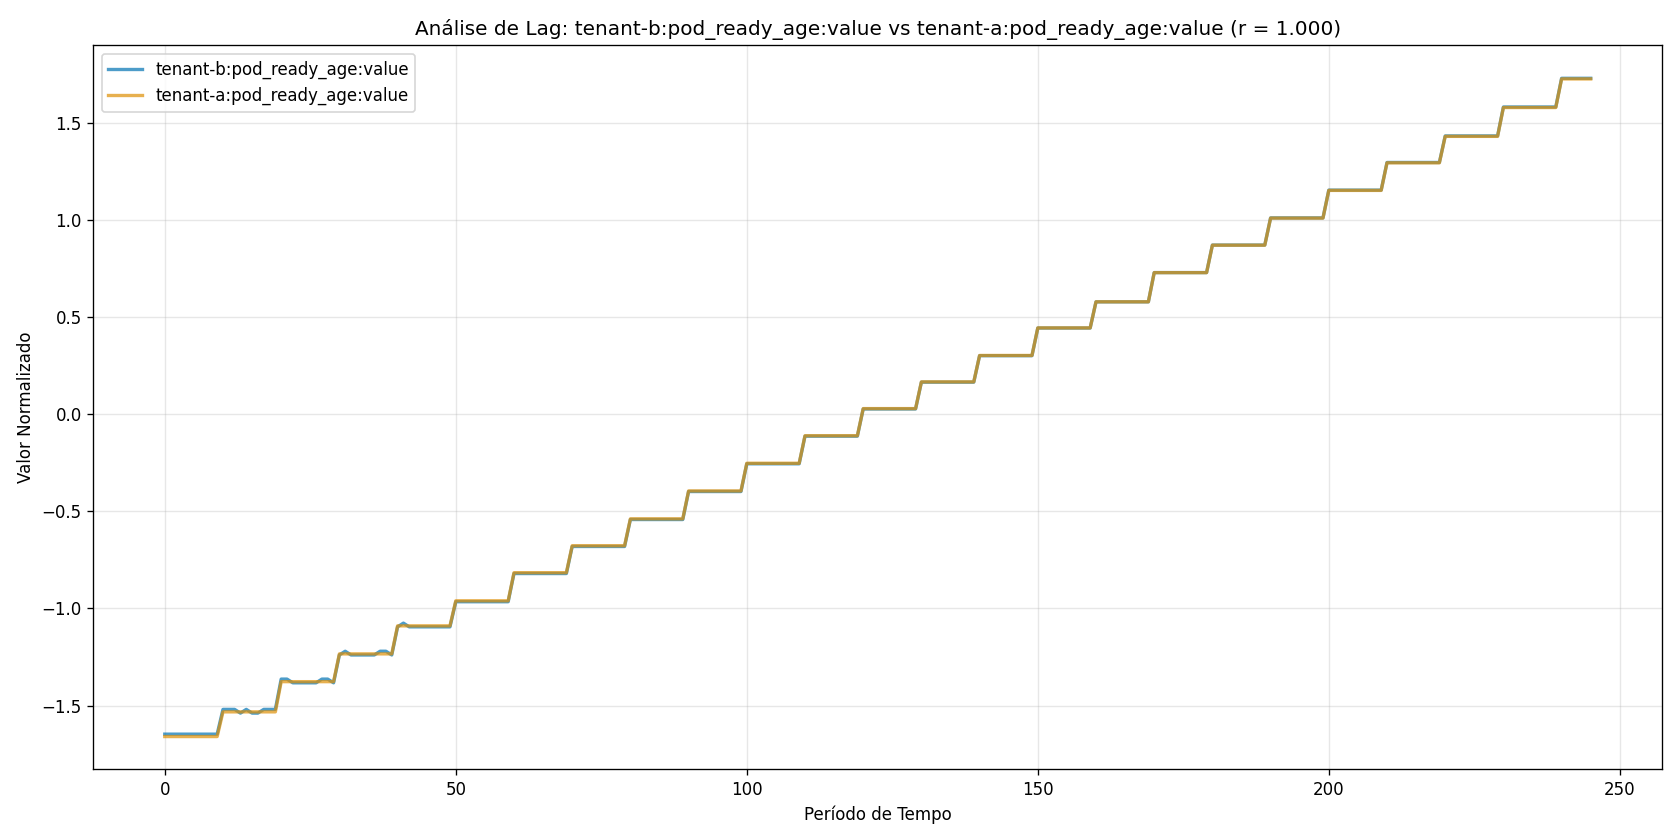 Análise de Lag: tenant-b:pod_ready_age:value vs tenant-a:pod_ready_age:value (r = 1.000)
tenant-b:pod_ready_age:value
tenant-a:pod_ready_age:value
Valor Normalizado
1.5
1.0
0.5
0.0
−0.5
−1.0
−1.5
0 50 100 150 200 250
Período de Tempo